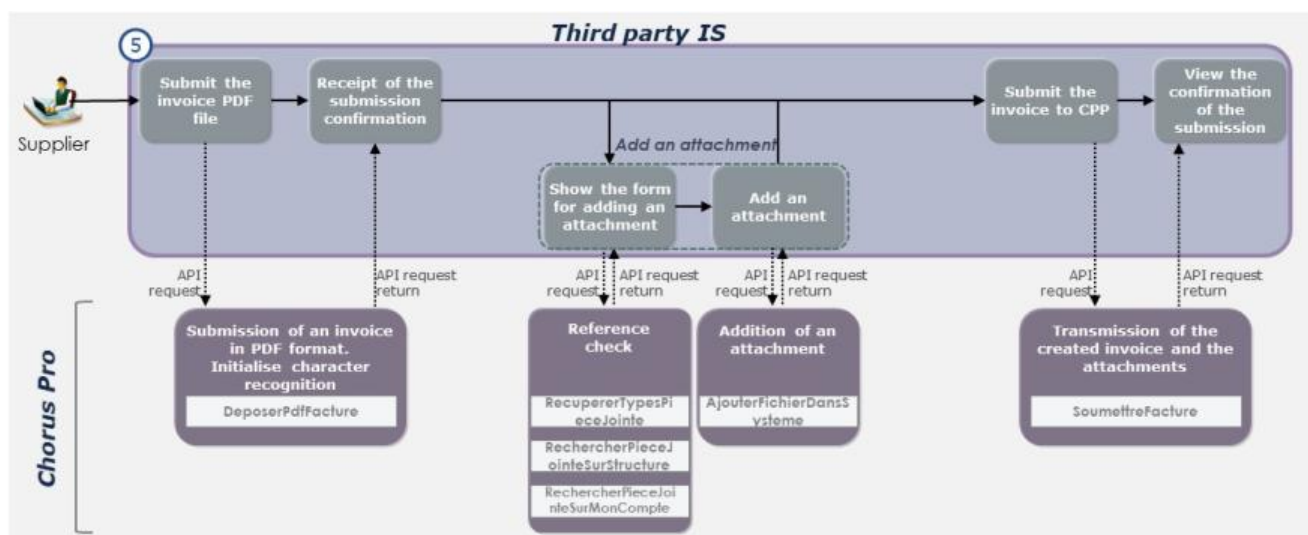 Third party IS
5
Supplier
Submit the
invoice PDF
file
Receipt of the
submission
confirmation
Submit the
invoice to CPP
View the
confirmation
of the
submission
Add an attachment
Show the form
for adding an
attachment
Add an
attachment
API
request
API request
return
API
request
API request
return
API
request
API request
return
API
request
API request
return
Chorus Pro
Submission of an invoice
in PDF format.
Initialise character
recognition
DeposerPdfFacture
Reference
check
RecupererTypesPi
eceJointe
RechercherPieceJ
ointeSurStructure
RechercherPieceJoi
nteSurMonCompte
Addition of an
attachment
AjouterFichierDansS
ysteme
Transmission of the
created invoice and the
attachments
SoumettreFacture